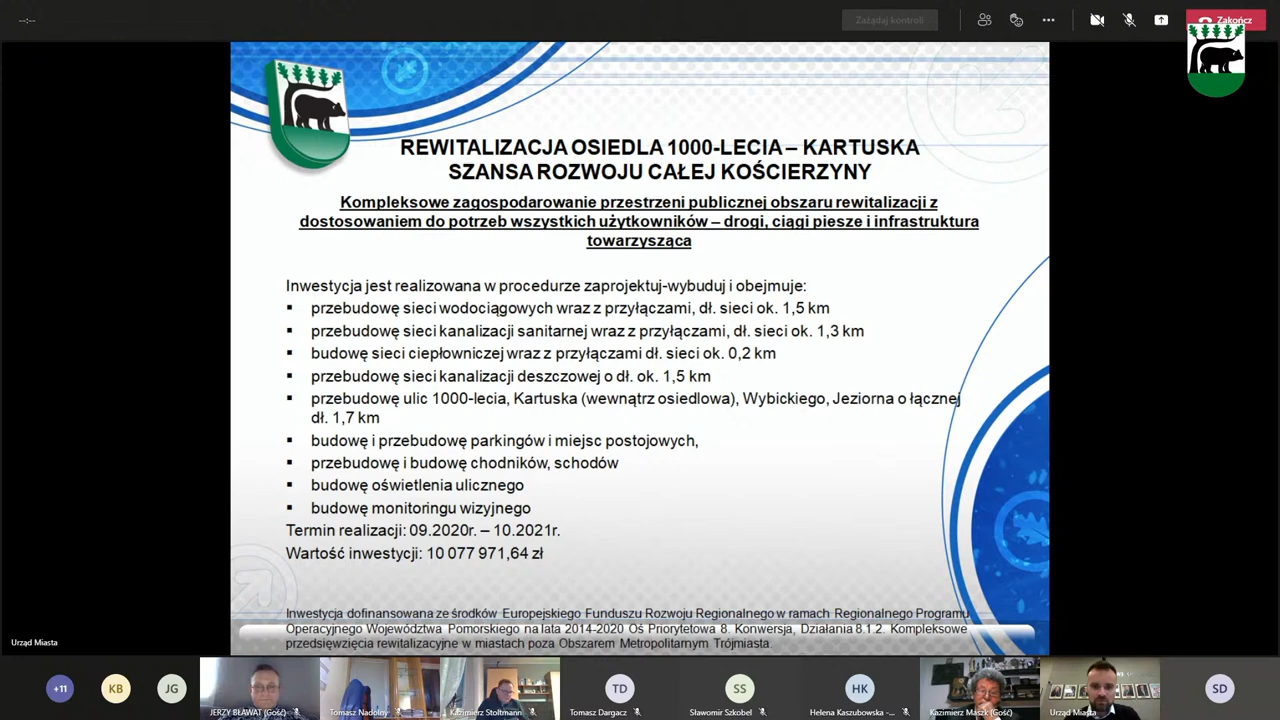 --:--
Zażądaj kontroli
Zakończ
REWITALIZACJA OSIEDLA 1000-LECIA – KARTUSKA
SZANSA ROZWOJU CAŁEJ KOŚCIERZYNY
Kompleksowe zagospodarowanie przestrzeni publicznej obszaru rewitalizacji z
dostosowaniem do potrzeb wszystkich użytkowników – drogi, ciągi piesze i infrastruktura
towarzysząca
Inwestycja jest realizowana w procedurze zaprojektuj-wybuduj i obejmuje:
▪ przebudowę sieci wodociągowych wraz z przyłączami, dł. sieci ok. 1,5 km
▪ przebudowę sieci kanalizacji sanitarnej wraz z przyłączami, dł. sieci ok. 1,3 km
▪ budowę sieci ciepłowniczej wraz z przyłączami dł. sieci ok. 0,2 km
▪ przebudowę sieci kanalizacji deszczowej o dł. ok. 1,5 km
▪ przebudowę ulic 1000-lecia, Kartuska (wewnątrz osiedlowa), Wybickiego, Jeziorna o łącznej
dł. 1,7 km
▪ budowę i przebudowę parkingów i miejsc postojowych,
▪ przebudowę i budowę chodników, schodów
▪ budowę oświetlenia ulicznego
▪ budowę monitoringu wizyjnego
Termin realizacji: 09.2020r. – 10.2021r.
Wartość inwestycji: 10 077 971,64 zł
Inwestycja dofinansowana ze środków Europejskiego Funduszu Rozwoju Regionalnego w ramach Regionalnego Programu
Operacyjnego Województwa Pomorskiego na lata 2014-2020 Oś Priorytetowa 8. Konwersja, Działania 8.1.2. Kompleksowe
przedsięwzięcia rewitalizacyjne w miastach poza Obszarem Metropolitarnym Trójmiasta.
Urząd Miasta
+11
KB
JG
JERZY BŁAWAT (Gość)
Tomasz Nadolny
Kazimierz Stoltmann
TD
Tomasz Dargacz
SS
Sławomir Szkobel
HK
Helena Kaszubowska -...
Kazimierz Maszk (Gość)
Urząd Miasta
SD